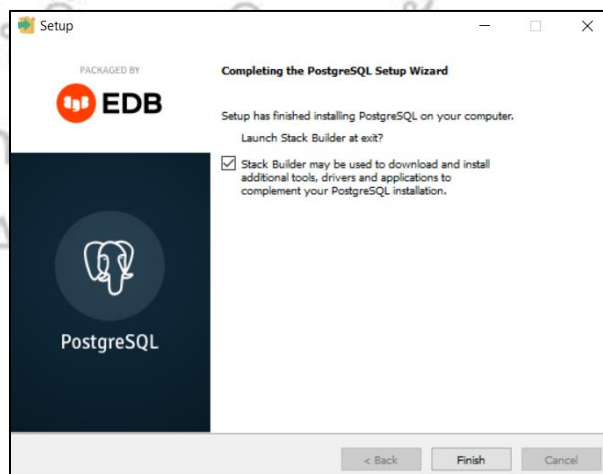 Setup
PACKAGED BY
EDB
Completing the PostgreSQL Setup Wizard
Setup has finished installing PostgreSQL on your computer.
Launch Stack Builder at exit?
Stack Builder may be used to download and install
additional tools, drivers and applications to
complement your PostgreSQL installation.
PostgreSQL
< Back
Finish
Cancel